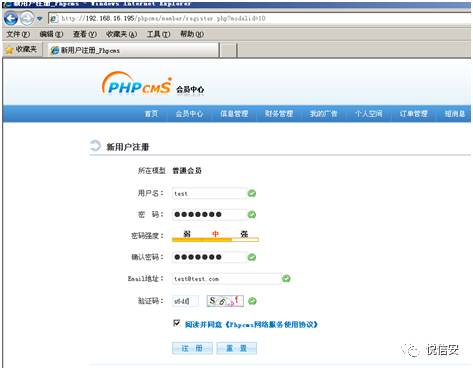 新用户注册_Phpcms - Windows Internet Explorer
http://192.168.16.195/phpcms/member/register.php?modelid=10
文件(F) 编辑(E) 查看(V) 收藏夹(A) 工具(T) 帮助(H)
收藏夹 新用户注册_Phpcms
PHPCMS 会员中心
首页 会员中心 信息管理 财务管理 我的广告 个人空间 订单管理 短消息
新用户注册
所在模型 普通会员
用户名： test
密 码： ●●●●●●●
密码强度： 弱 中 强
确认密码： ●●●●●●●
Email地址： test@test.com
验证码：
阅读并同意《Phpcms网络服务使用协议》
注 册 重 置
悦信安